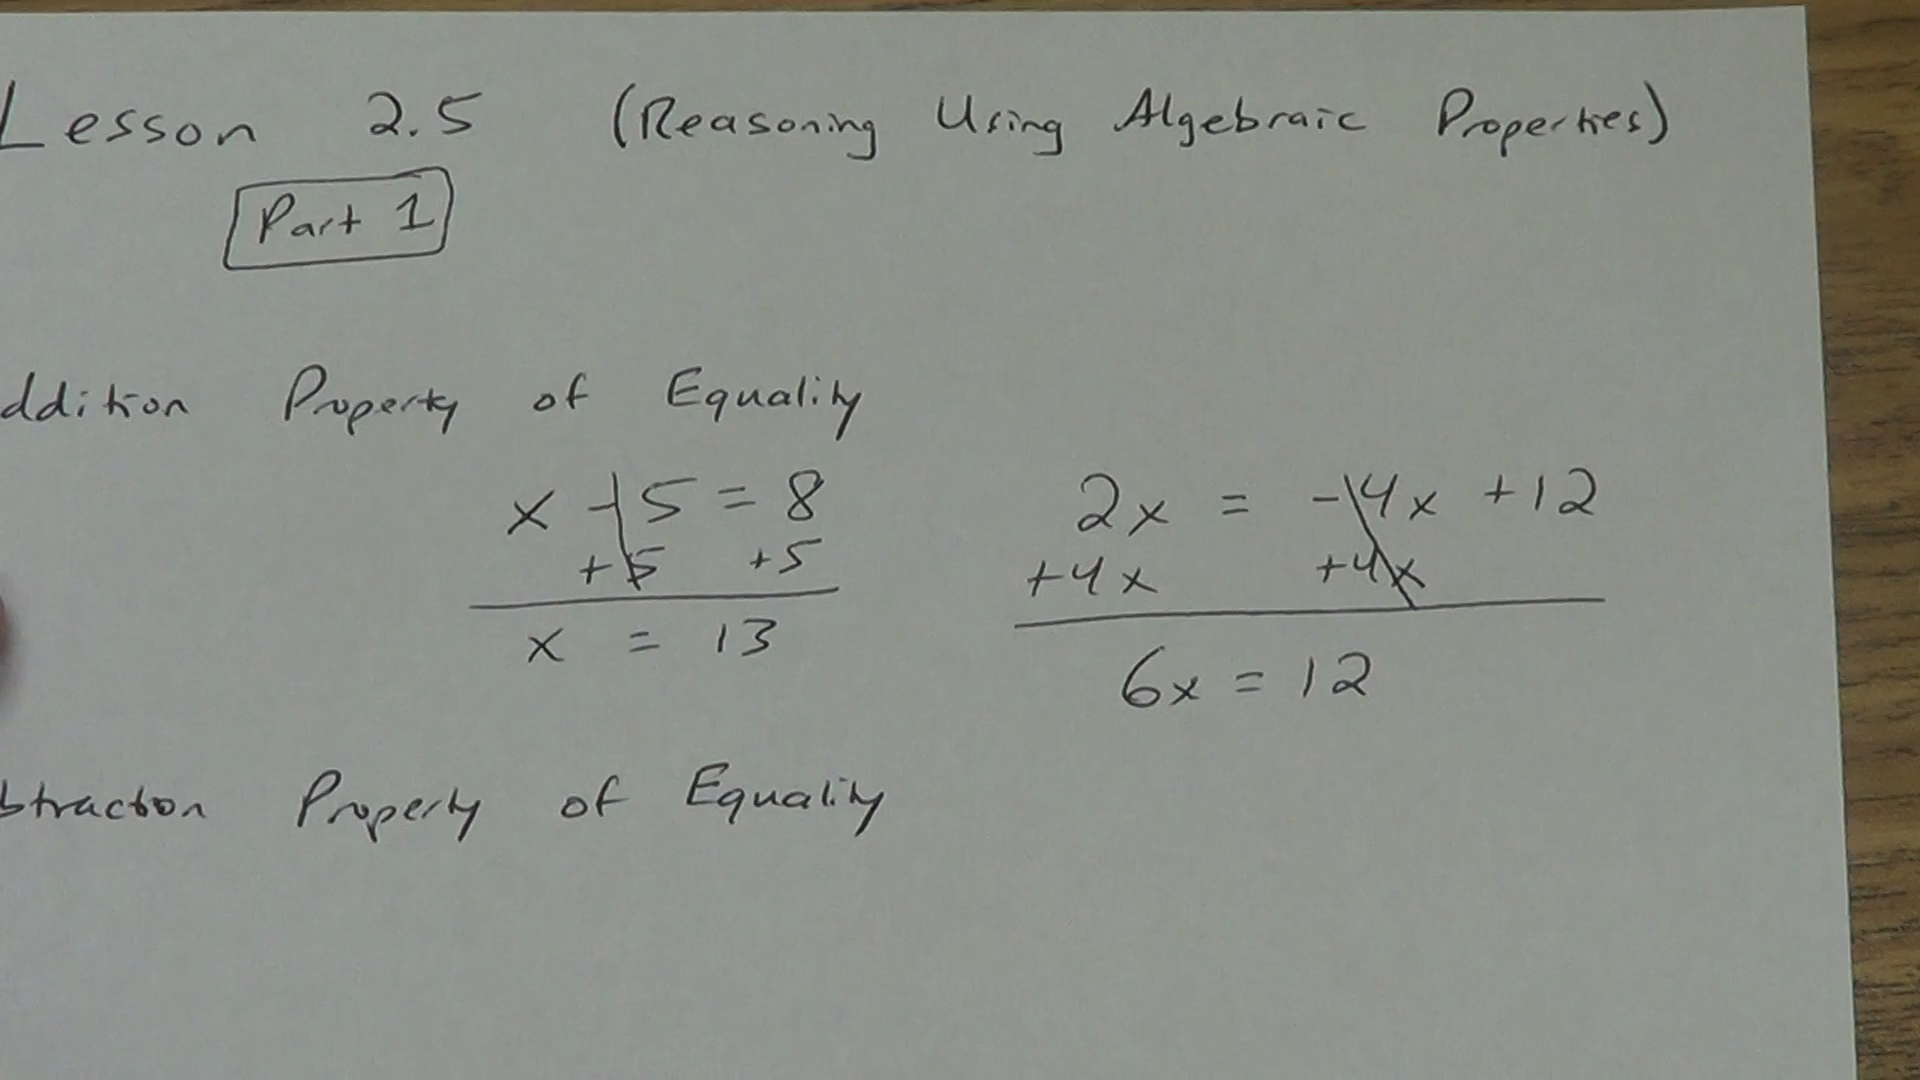 Lesson 2.5 (Reasoning Using Algebraic Properties)
Part 1
ddition Property of Equality
x - 5 = 8 2x = -4x + 12
+5 +5 +4x +4x
x = 13 6x = 12
btraction Property of Equality